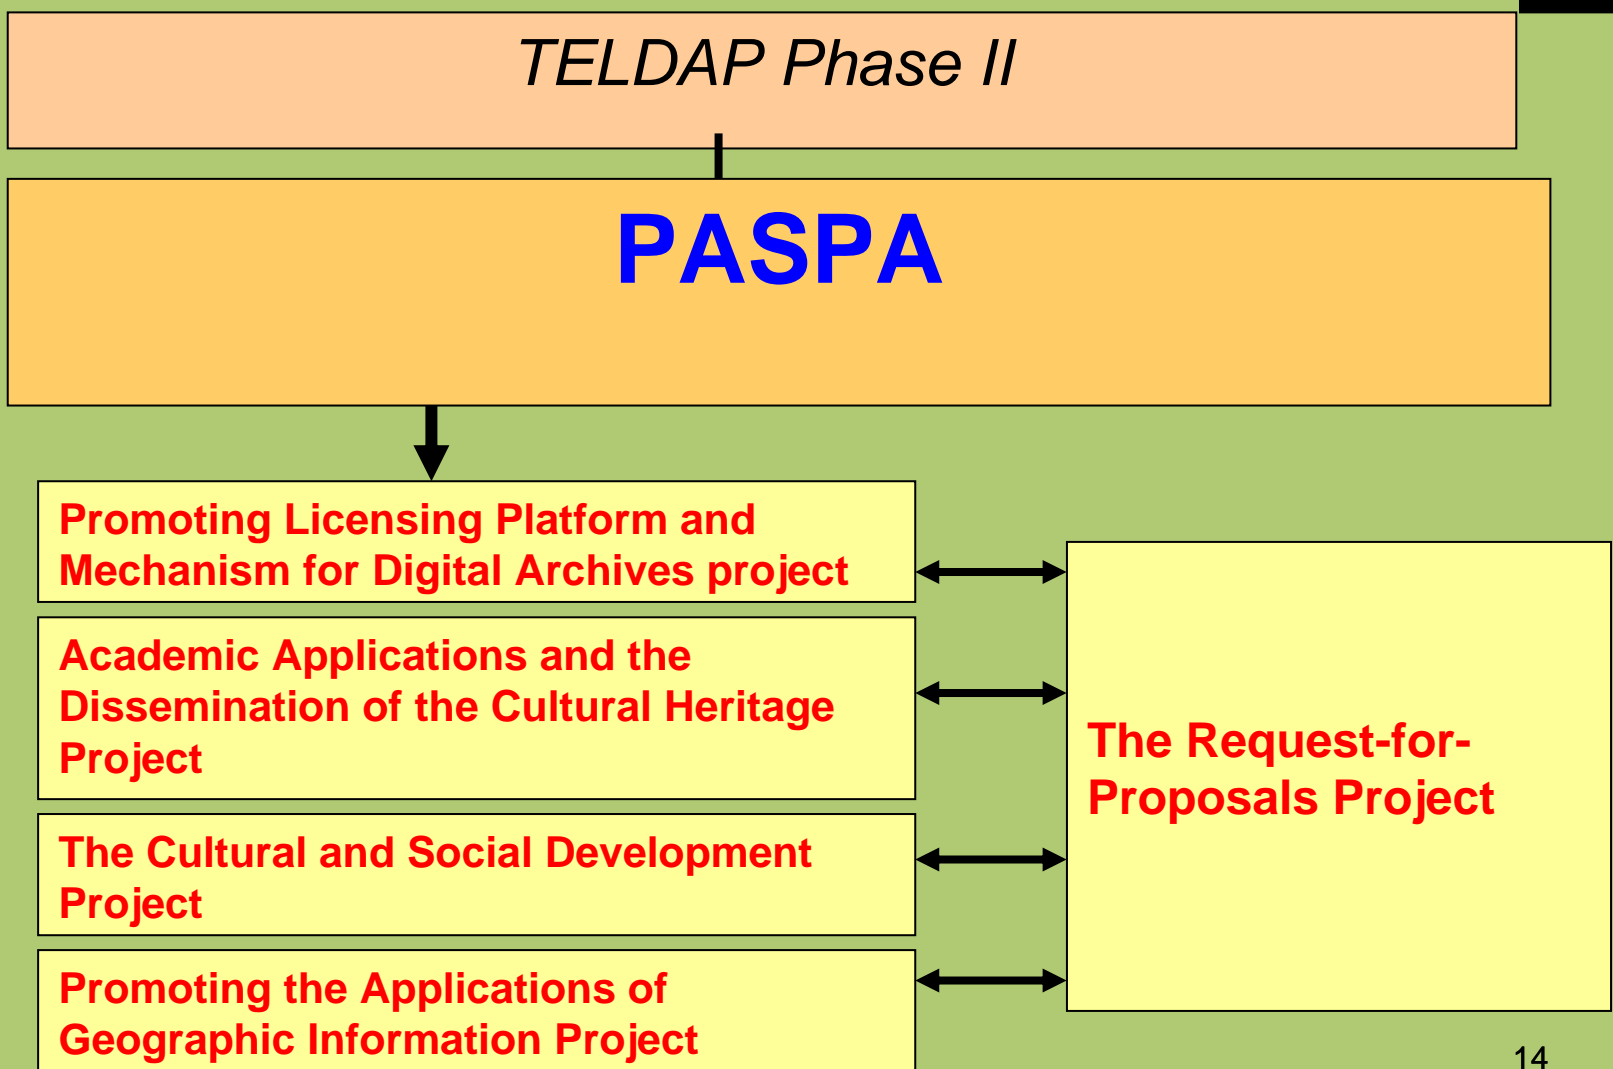 TELDAP Phase II
PASPA
Promoting Licensing Platform and
Mechanism for Digital Archives project
Academic Applications and the
Dissemination of the Cultural Heritage
Project
The Cultural and Social Development
Project
Promoting the Applications of
Geographic Information Project
The Request-for-
Proposals Project
14